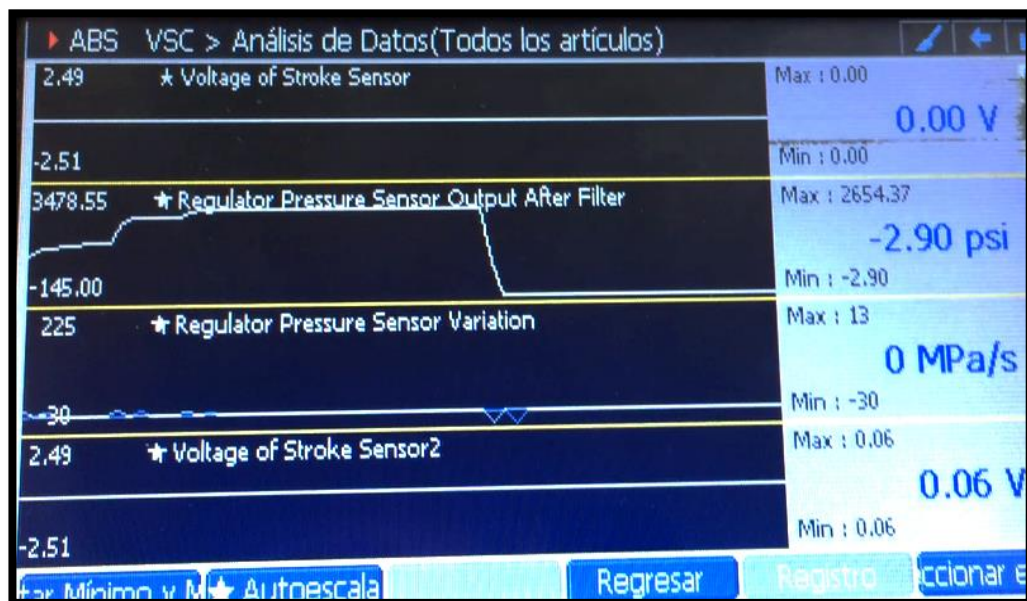 ABS VSC > Análisis de Datos(Todos los artículos)
2.49 ★ Voltage of Stroke Sensor
-2.51
Max : 0.00
0.00 V
Min : 0.00
3478.55 ★ Regulator Pressure Sensor Output After Filter
-145.00
Max : 2654.37
-2.90 psi
Min : -2.90
225 ★ Regulator Pressure Sensor Variation
-30
Max : 13
0 MPa/s
Min : -30
2.49 ★ Voltage of Stroke Sensor2
-2.51
Max : 0.06
0.06 V
Min : 0.06
tar Mínimo y M ★ Autoescala Regresar Registro ccionar e